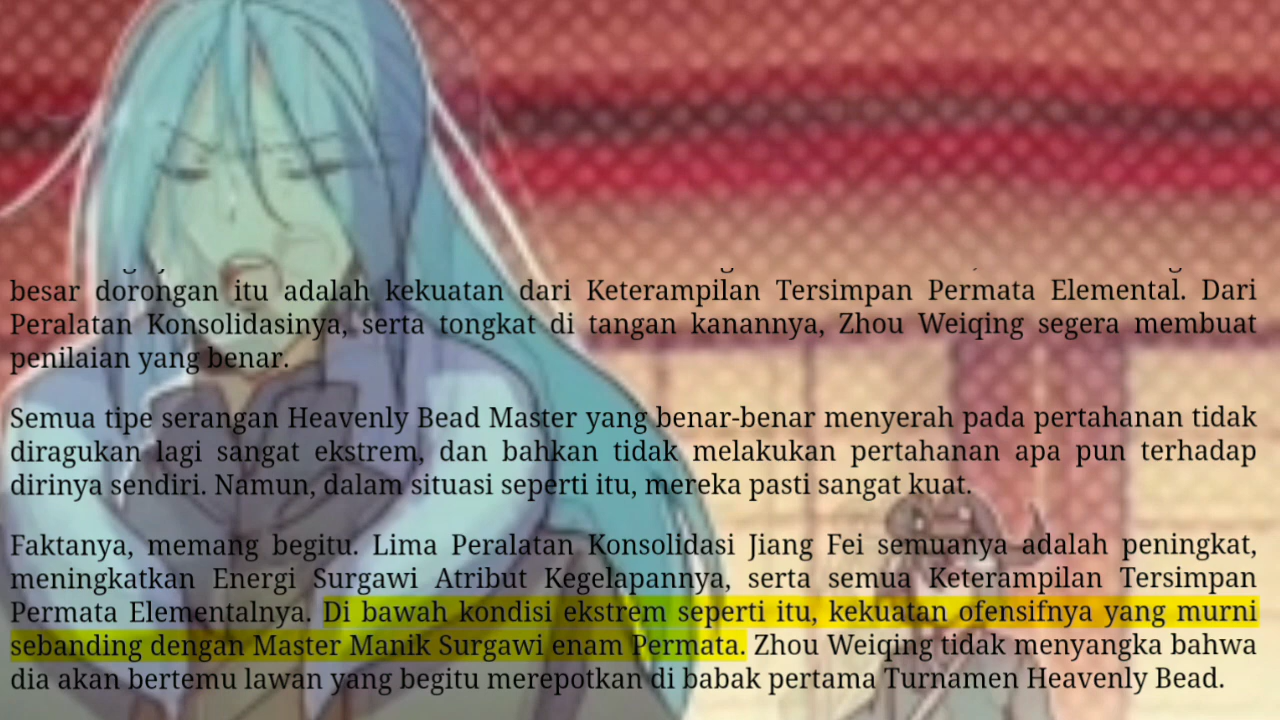 besar dorongan itu adalah kekuatan dari Keterampilan Tersimpan Permata Elemental. Dari
Peralatan Konsolidasinya, serta tongkat di tangan kanannya, Zhou Weiqing segera membuat
penilaian yang benar.
Semua tipe serangan Heavenly Bead Master yang benar-benar menyerah pada pertahanan tidak
diragukan lagi sangat ekstrem, dan bahkan tidak melakukan pertahanan apa pun terhadap
dirinya sendiri. Namun, dalam situasi seperti itu, mereka pasti sangat kuat.
Faktanya, memang begitu. Lima Peralatan Konsolidasi Jiang Fei semuanya adalah peningkat,
meningkatkan Energi Surgawi Atribut Kegelapannya, serta semua Keterampilan Tersimpan
Permata Elementalnya. Di bawah kondisi ekstrem seperti itu, kekuatan ofensifnya yang murni
sebanding dengan Master Manik Surgawi enam Permata. Zhou Weiqing tidak menyangka bahwa
dia akan bertemu lawan yang begitu merepotkan di babak pertama Turnamen Heavenly Bead.